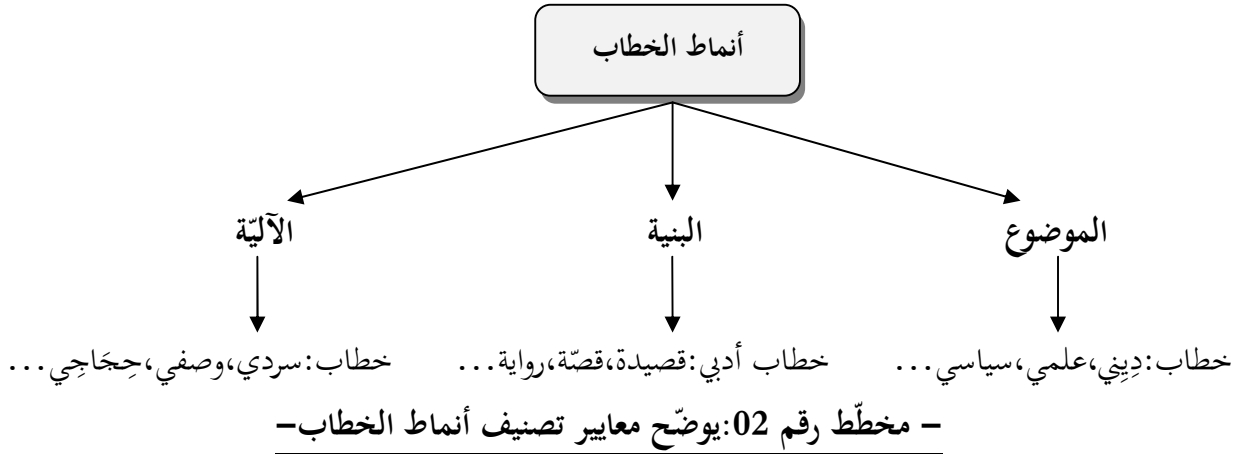 أنماط الخطاب
الموضوع
البنية
الآليّة
خطاب:دِيِني،علمي،سياسي...
خطاب أدبي:قصيدة،قصّة،رواية...
خطاب:سردي،وصفي،حِجَاجِي...
– مخطّط رقم 02:يوضّح معايير تصنيف أنماط الخطاب–